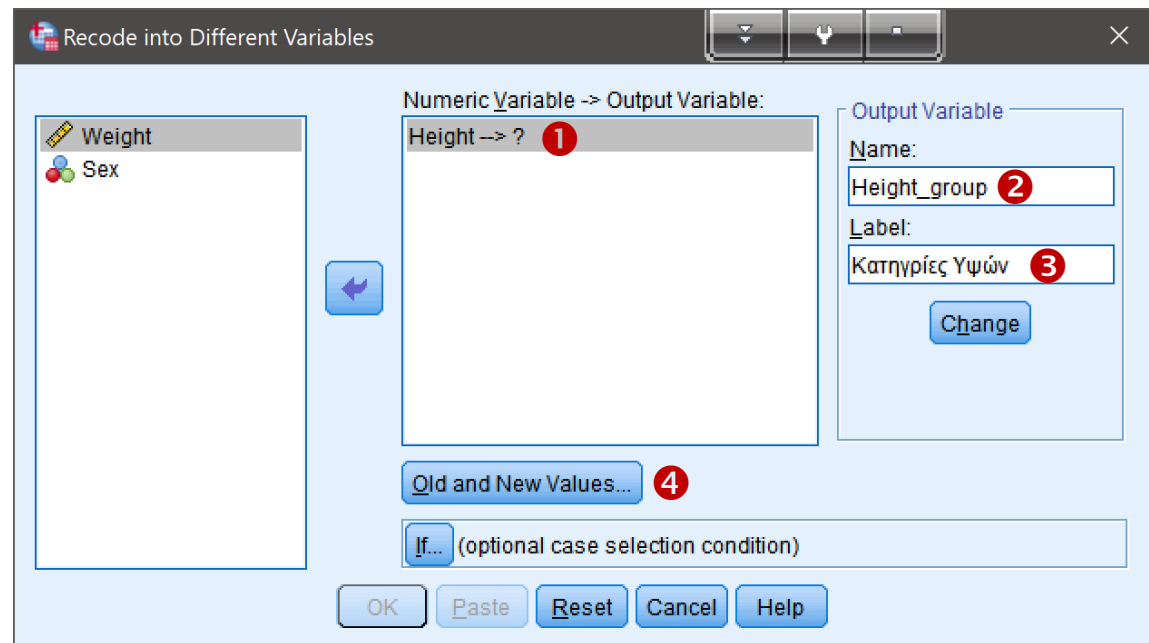 Recode into Different Variables
Weight
Sex
Numeric Variable -> Output Variable:
Height --> ? 1
Output Variable
Name:
Height_group 2
Label:
Κατηγρίες Υψών 3
Change
Old and New Values... 4
If... (optional case selection condition)
OK Paste Reset Cancel Help